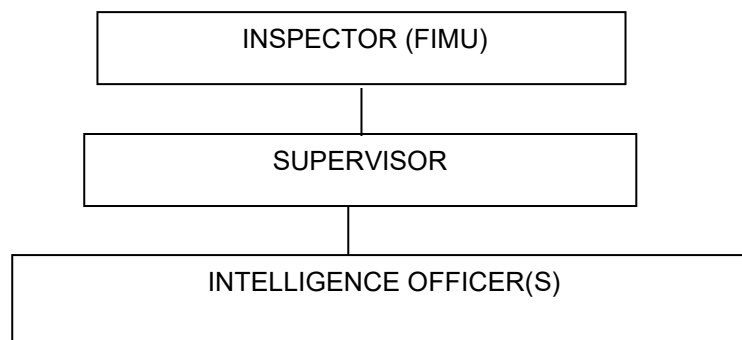 INSPECTOR (FIMU)
SUPERVISOR
INTELLIGENCE OFFICER(S)